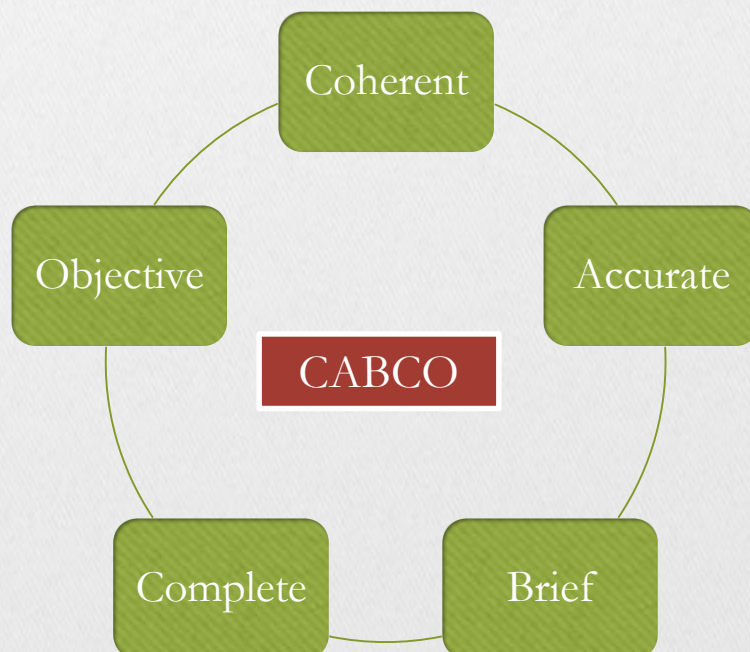 Coherent
Accurate
Brief
Complete
Objective
CABCO